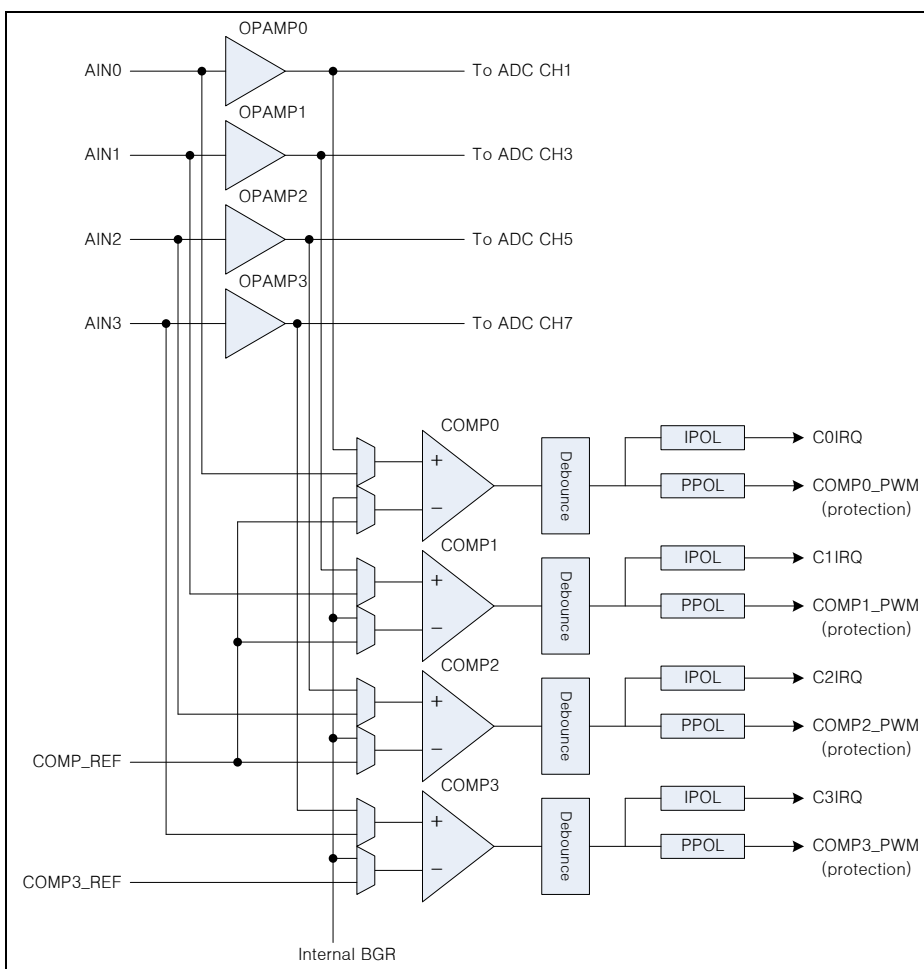 OPAMP0
AIN0
To ADC CH1
OPAMP1
AIN1
To ADC CH3
OPAMP2
AIN2
To ADC CH5
OPAMP3
AIN3
To ADC CH7
COMP0
+
−
Debounce
IPOL
C0IRQ
PPOL
COMP0_PWM
(protection)
COMP1
+
−
Debounce
IPOL
C1IRQ
PPOL
COMP1_PWM
(protection)
COMP2
+
−
Debounce
IPOL
C2IRQ
PPOL
COMP2_PWM
(protection)
COMP_REF
COMP3
+
−
Debounce
IPOL
C3IRQ
PPOL
COMP3_PWM
(protection)
COMP3_REF
Internal BGR